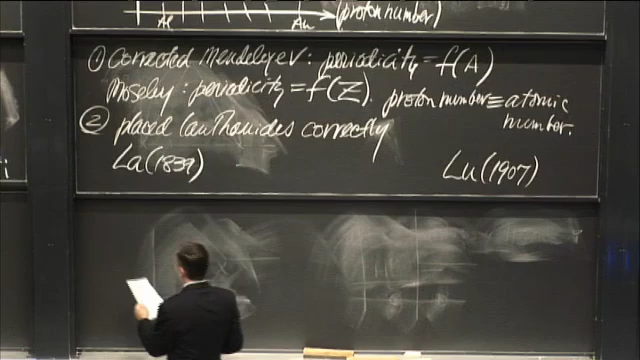 Al Au (proton number)
① Corrected Mendeleyev: periodicity = f(A)
Moseley: periodicity = f(Z). proton number ≡ atomic
number.
② placed lanthanides correctly
La (1839) Lu (1907)